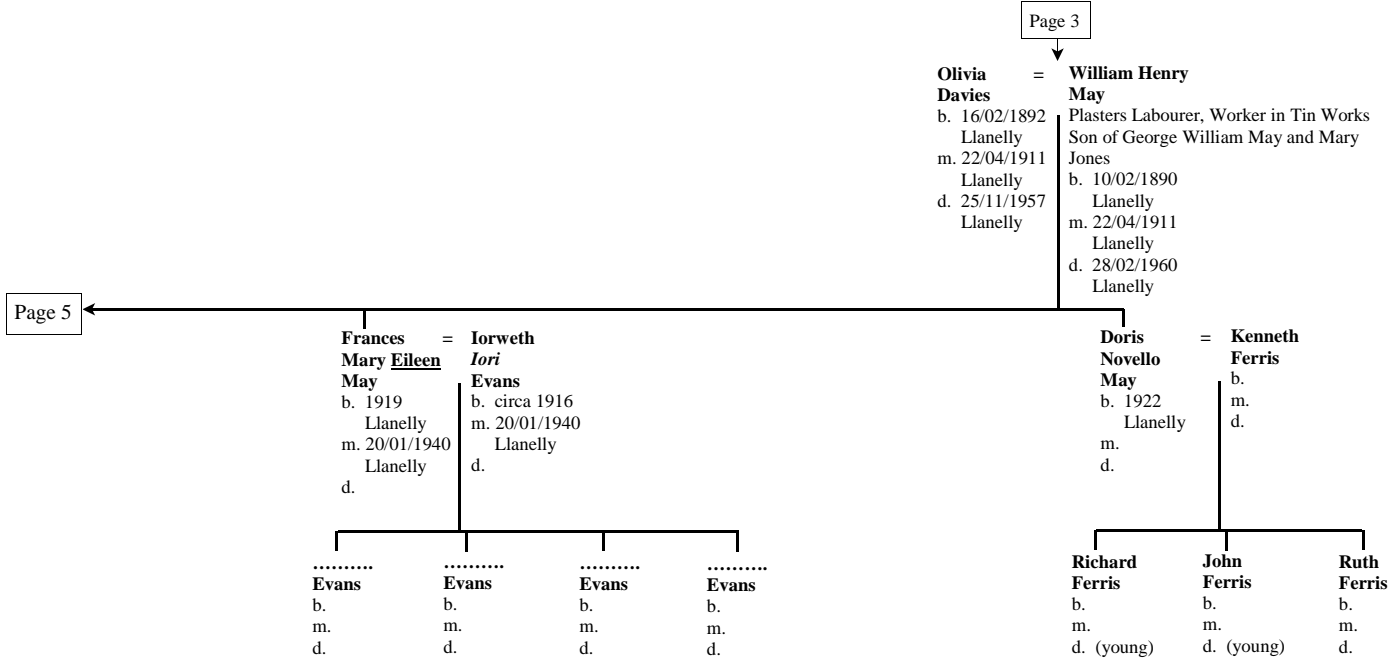 Page 3
Olivia = William Henry
Davies May
b. 16/02/1892 Plasters Labourer, Worker in Tin Works
Llanelly Son of George William May and Mary
m. 22/04/1911 Jones
Llanelly b. 10/02/1890
d. 25/11/1957 Llanelly
Llanelly m. 22/04/1911
Llanelly
d. 28/02/1960
Llanelly
Page 5
Frances = Iorweth
Mary Eileen Iori
May Evans
b. 1919 b. circa 1916
Llanelly m. 20/01/1940
m. 20/01/1940 Llanelly
Llanelly d.
d.
Doris = Kenneth
Novello Ferris
May b.
b. 1922 m.
Llanelly d.
m.
d.
.......... .......... .......... ..........
Evans Evans Evans Evans
b. b. b. b.
m. m. m. m.
d. d. d. d.
Richard John Ruth
Ferris Ferris Ferris
b. b. b.
m. m. m.
d. (young) d. (young) d.